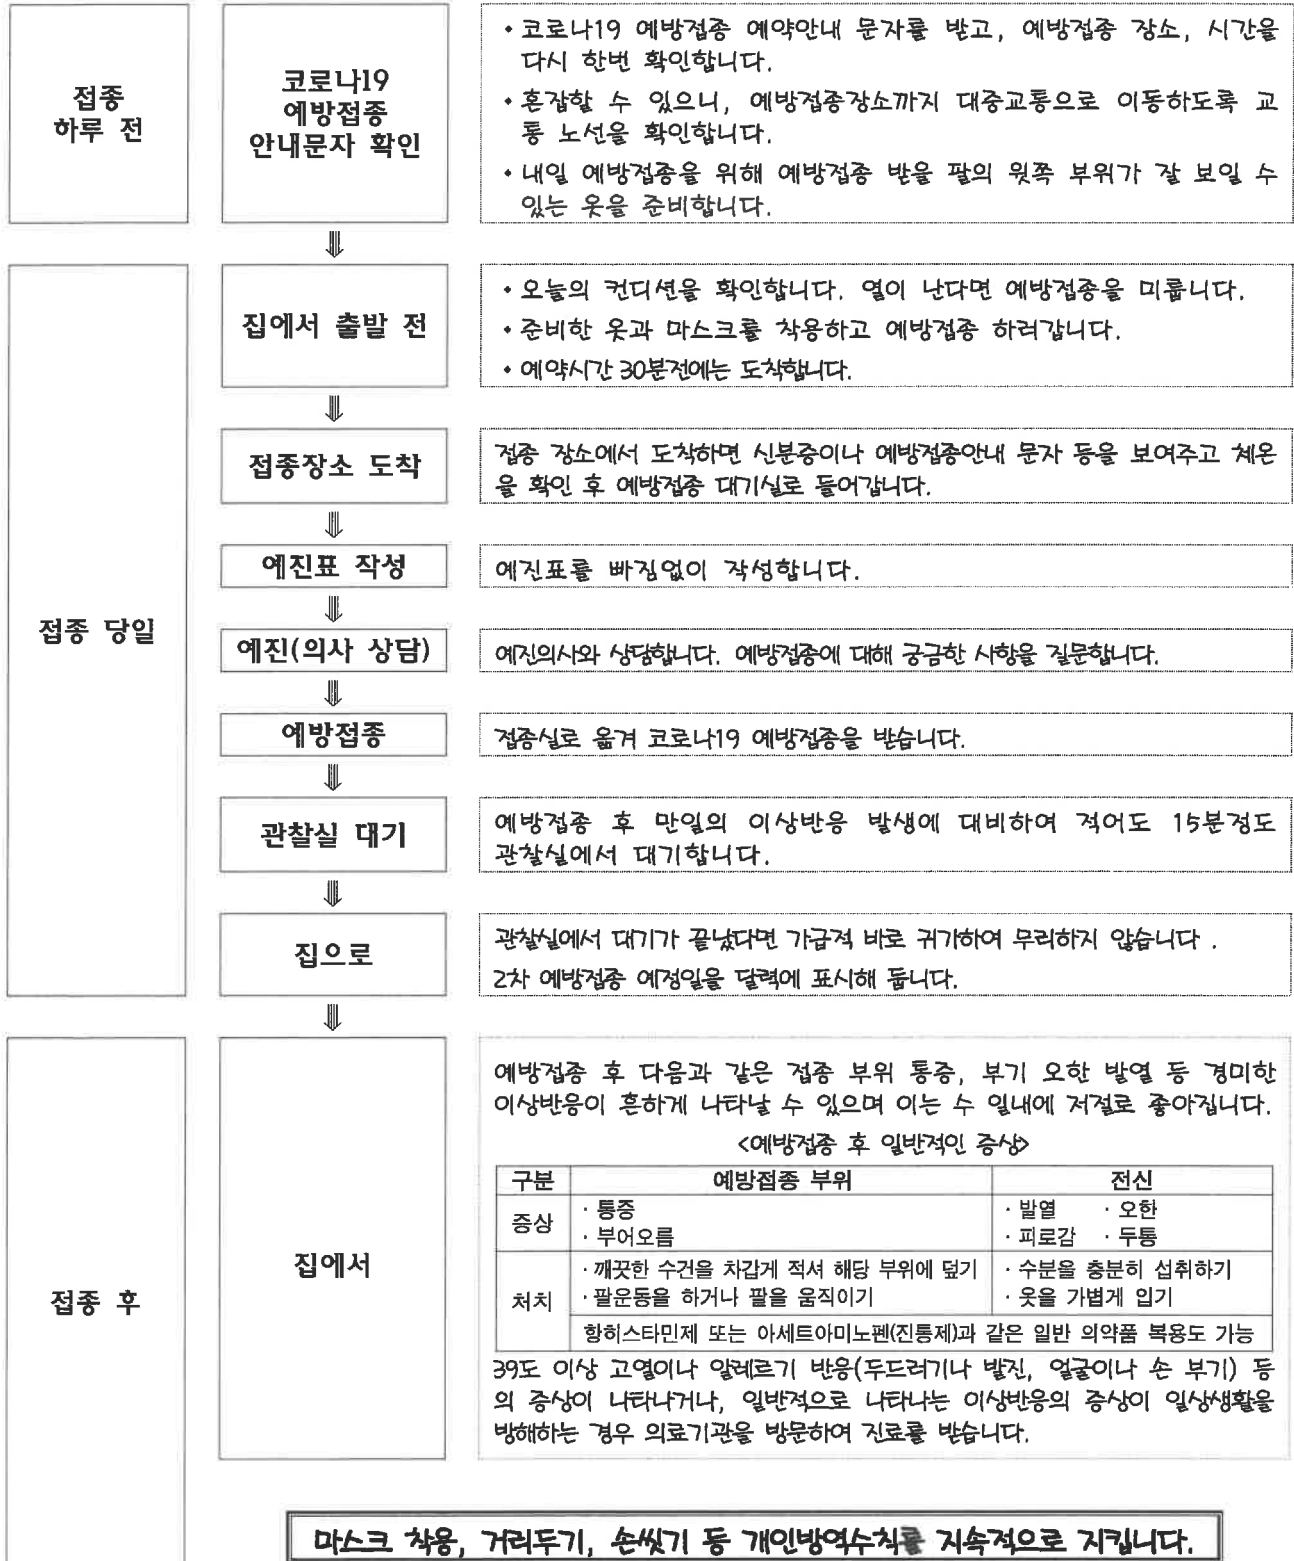 접종
하루 전
코로나19
예방접종
안내문자 확인
• 코로나19 예방접종 예약안내 문자를 받고, 예방접종 장소, 시간을
다시 한번 확인합니다.
• 혼잡할 수 있으니, 예방접종장소까지 대중교통으로 이동하도록 교
통 노선을 확인합니다.
• 내일 예방접종을 위해 예방접종 받을 팔의 윗쪽 부위가 잘 보일 수
있는 옷을 준비합니다.
⇓
접종 당일
집에서 출발 전
• 오늘의 컨디션을 확인합니다. 열이 난다면 예방접종을 미룹니다.
• 준비한 옷과 마스크를 착용하고 예방접종 하러갑니다.
• 예약시간 30분전에는 도착합니다.
⇓
접종장소 도착
접종 장소에서 도착하면 신분증이나 예방접종안내 문자 등을 보여주고 체온
을 확인 후 예방접종 대기실로 들어갑니다.
⇓
예진표 작성
예진표를 빠짐없이 작성합니다.
⇓
예진(의사 상담)
예진의사와 상담합니다. 예방접종에 대해 궁금한 사항을 질문합니다.
⇓
예방접종
접종실로 옮겨 코로나19 예방접종을 받습니다.
⇓
관찰실 대기
예방접종 후 만일의 이상반응 발생에 대비하여 적어도 15분정도
관찰실에서 대기합니다.
⇓
집으로
관찰실에서 대기가 끝났다면 가급적 바로 귀가하여 무리하지 않습니다 .
2차 예방접종 예정일을 달력에 표시해 둡니다.
⇓
접종 후
집에서
예방접종 후 다음과 같은 접종 부위 통증, 부기 오한 발열 등 경미한
이상반응이 흔하게 나타날 수 있으며 이는 수 일내에 저절로 좋아집니다.
<예방접종 후 일반적인 증상>
구분 예방접종 부위 전신
증상
· 통증
· 부어오름
· 발열 · 오한
· 피로감 · 두통
처치
· 깨끗한 수건을 차갑게 적셔 해당 부위에 덮기
· 팔운동을 하거나 팔을 움직이기
· 수분을 충분히 섭취하기
· 옷을 가볍게 입기
항히스타민제 또는 아세트아미노펜(진통제)과 같은 일반 의약품 복용도 가능
39도 이상 고열이나 알레르기 반응(두드러기나 발진, 얼굴이나 손 부기) 등
의 증상이 나타나거나, 일반적으로 나타나는 이상반응의 증상이 일상생활을
방해하는 경우 의료기관을 방문하여 진료를 받습니다.
마스크 착용, 거리두기, 손씻기 등 개인방역수칙를 지속적으로 지킵니다.